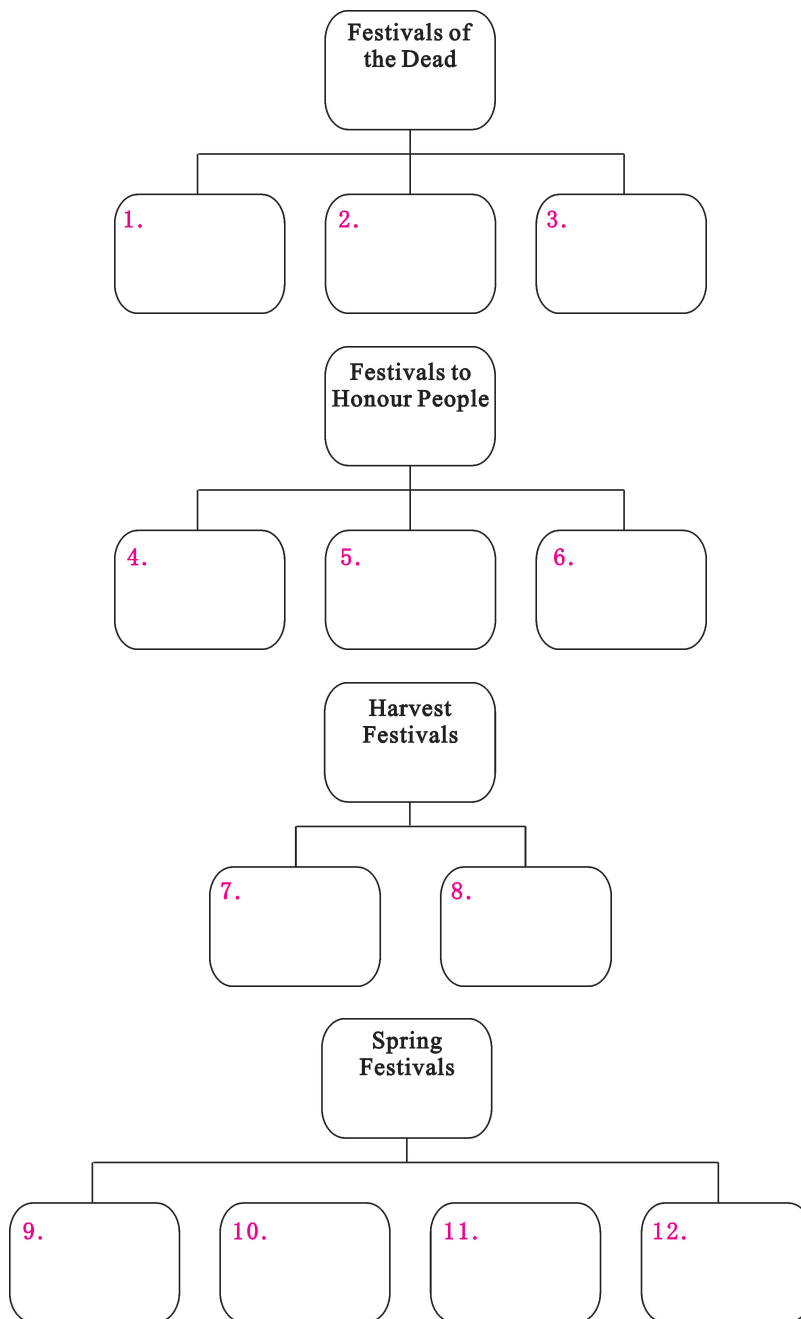 Festivals of
the Dead
1.
2.
3.
Festivals to
Honour People
4.
5.
6.
Harvest
Festivals
7.
8.
Spring
Festivals
9.
10.
11.
12.